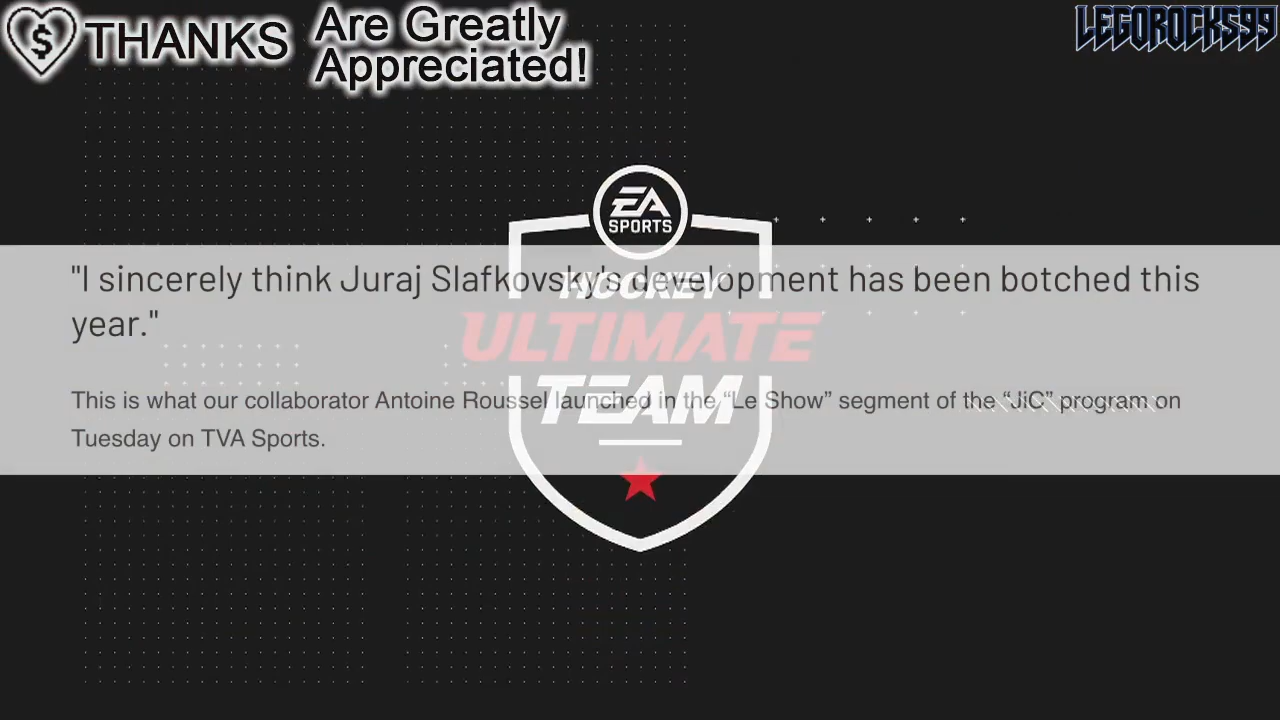 $ THANKS Are Greatly
Appreciated!
LEGOROCKS99
EA
SPORTS
HOCKEY
ULTIMATE
TEAM
"I sincerely think Juraj Slafkovsky's development has been botched this
year."
This is what our collaborator Antoine Roussel launched in the “Le Show” segment of the “JiC” program on
Tuesday on TVA Sports.